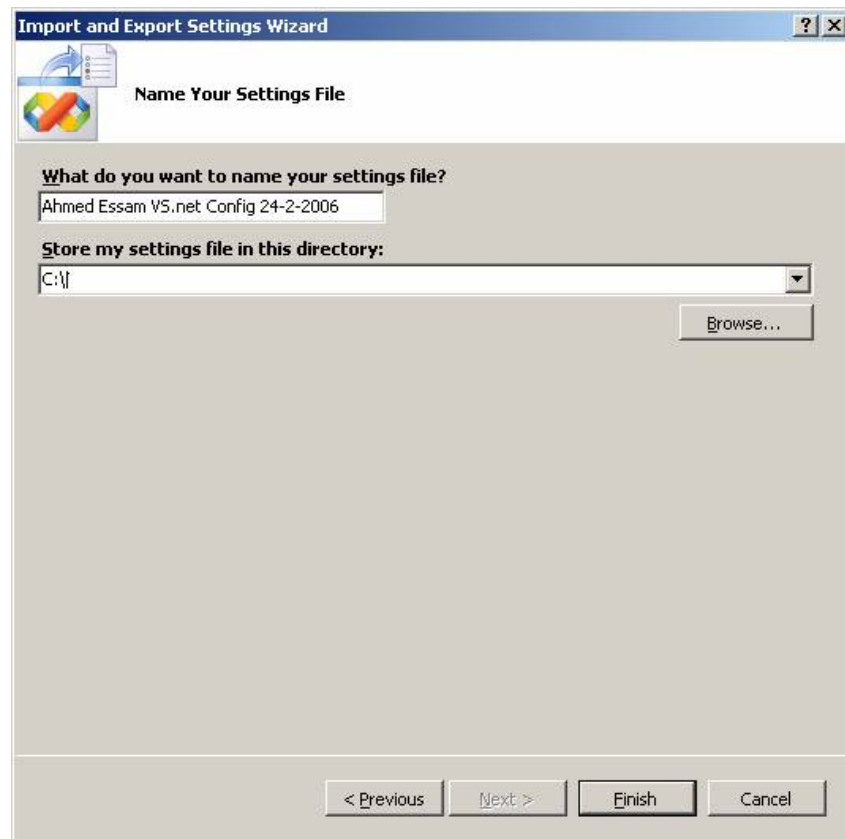 Import and Export Settings Wizard
Name Your Settings File
What do you want to name your settings file?
Ahmed Essam VS.net Config 24-2-2006
Store my settings file in this directory:
C:\
Browse...
< Previous Next > Finish Cancel